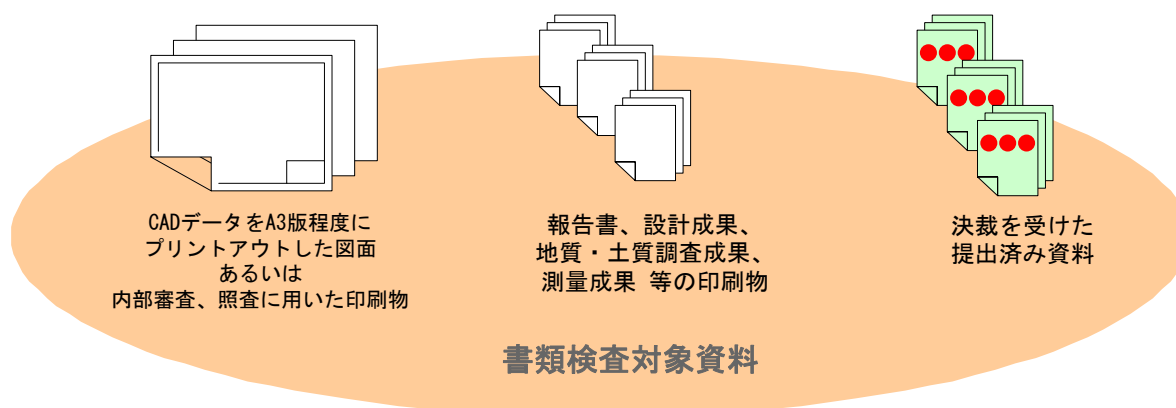 CADデータをA3版程度に
プリントアウトした図面
あるいは
内部審査、照査に用いた印刷物
報告書、設計成果、
地質・土質調査成果、
測量成果 等の印刷物
決裁を受けた
提出済み資料
書類検査対象資料